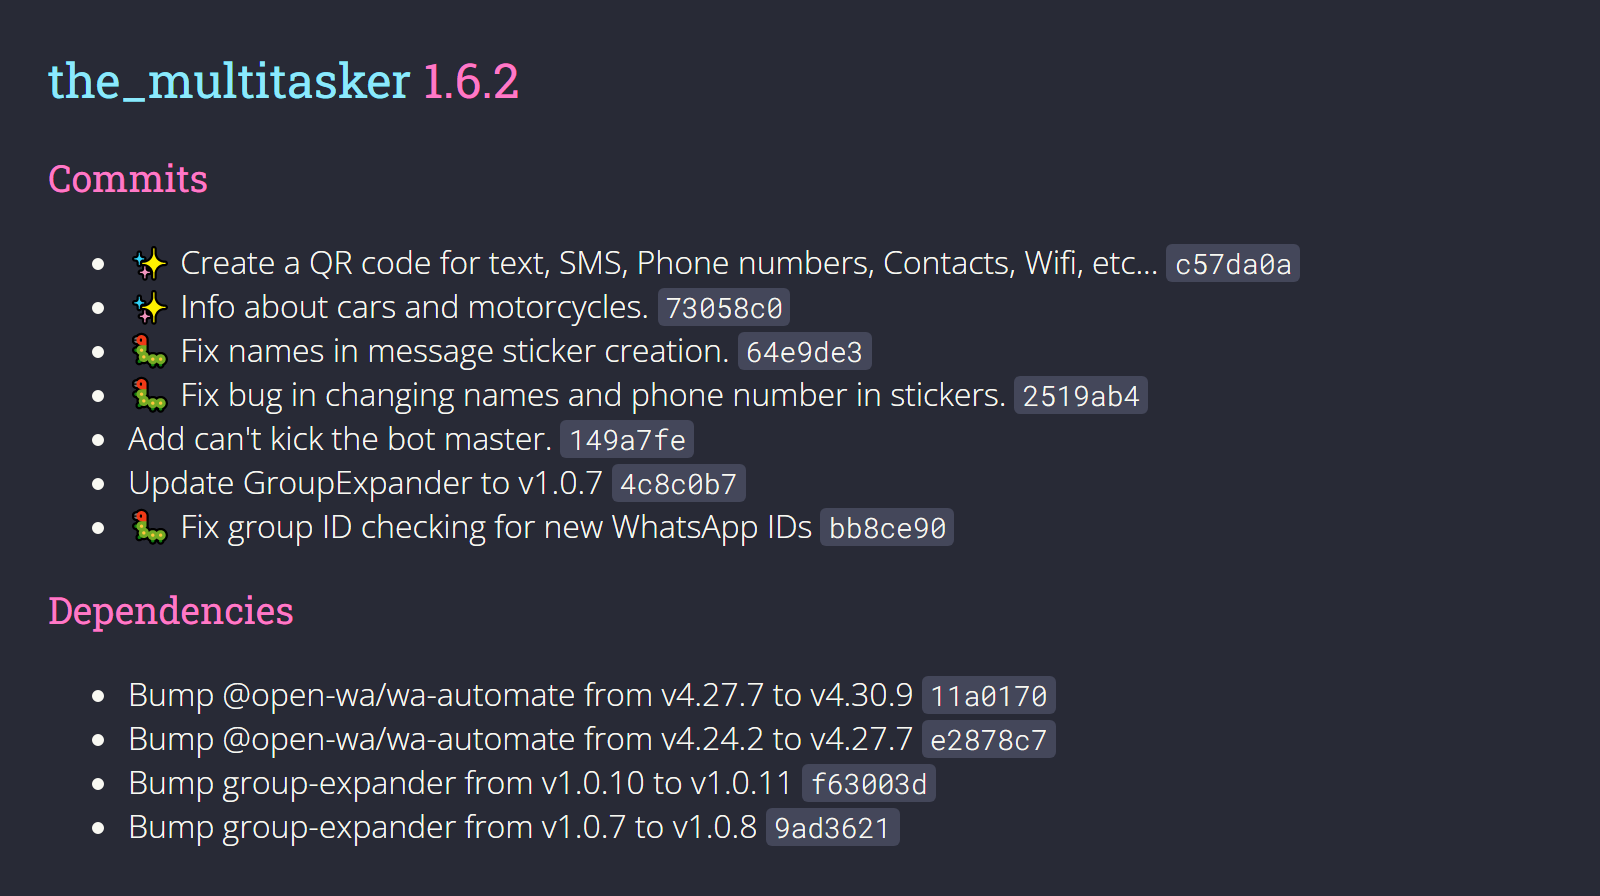 the_multitasker 1.6.2
Commits
✨ Create a QR code for text, SMS, Phone numbers, Contacts, Wifi, etc... c57da0a
✨ Info about cars and motorcycles. 73058c0
🐛 Fix names in message sticker creation. 64e9de3
🐛 Fix bug in changing names and phone number in stickers. 2519ab4
Add can't kick the bot master. 149a7fe
Update GroupExpander to v1.0.7 4c8c0b7
🐛 Fix group ID checking for new WhatsApp IDs bb8ce90
Dependencies
Bump @open-wa/wa-automate from v4.27.7 to v4.30.9 11a0170
Bump @open-wa/wa-automate from v4.24.2 to v4.27.7 e2878c7
Bump group-expander from v1.0.10 to v1.0.11 f63003d
Bump group-expander from v1.0.7 to v1.0.8 9ad3621